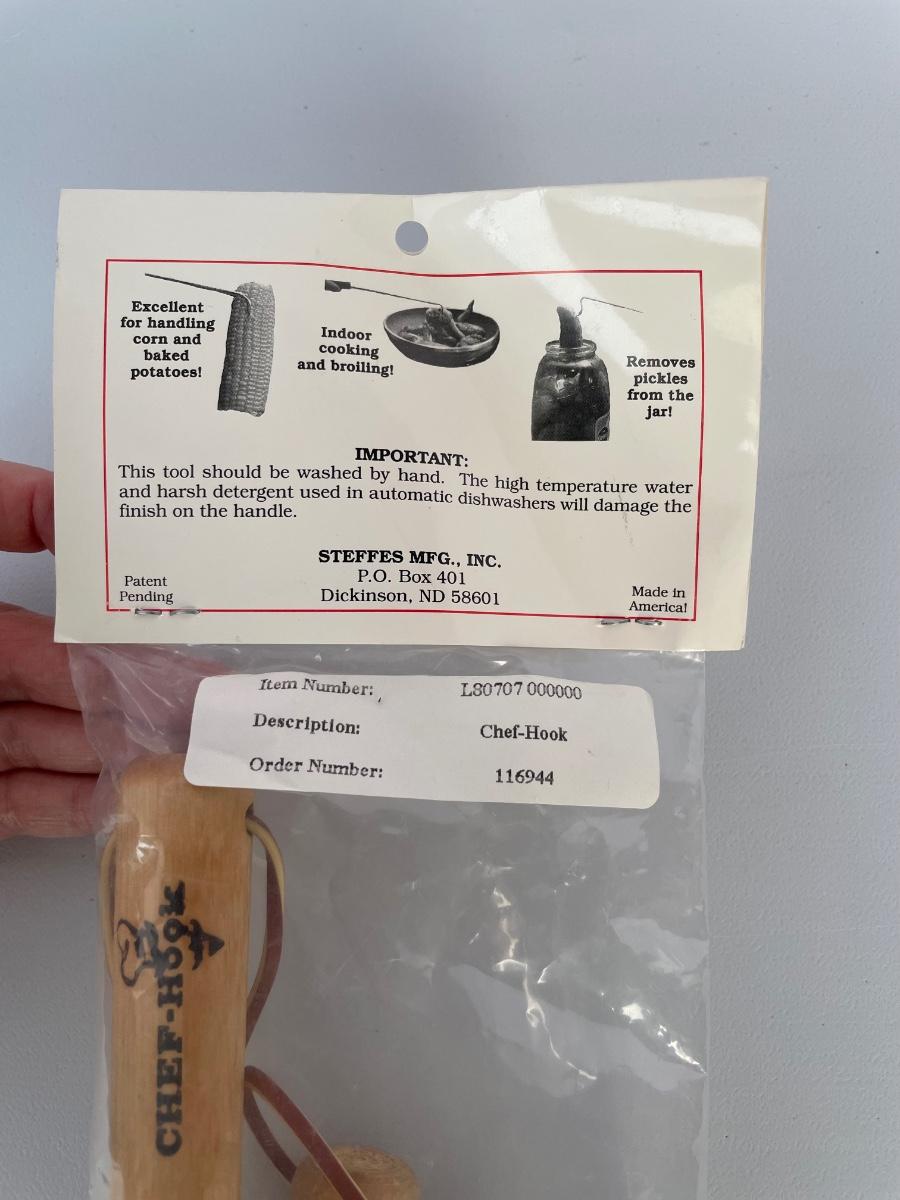 Excellent
for handling
corn and
baked
potatoes!
Indoor
cooking
and broiling!
Removes
pickles
from the
jar!
IMPORTANT:
This tool should be washed by hand. The high temperature water
and harsh detergent used in automatic dishwashers will damage the
finish on the handle.
STEFFES MFG., INC.
P.O. Box 401
Dickinson, ND 58601
Patent
Pending
Made in
America!
Item Number: L80707 000000
Description: Chef-Hook
Order Number: 116944
CHEF-HOOK